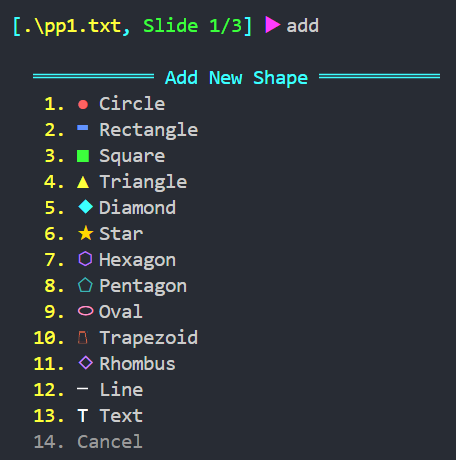 [.\pp1.txt, Slide 1/3] ▶ add
Add New Shape
1. ● Circle
2. ▬ Rectangle
3. ■ Square
4. ▲ Triangle
5. ◆ Diamond
6. ★ Star
7. ⬡ Hexagon
8. ⬠ Pentagon
9. ⬭ Oval
10. ⏢ Trapezoid
11. ◇ Rhombus
12. ─ Line
13. T Text
14. Cancel